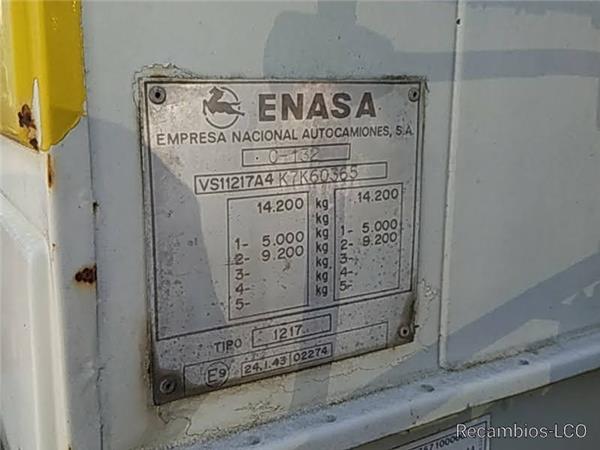 ENASA
EMPRESA NACIONAL AUTOCAMIONES, S.A.
C-132
VS11217A4 K7K60365
14.200 kg 14.200
kg
1- 5.000 kg 1- 5.000
2- 9.200 kg 2- 9.200
3- kg 3-
4- kg 4-
5- kg 5-
TIPO 1217
E9 24.1.43 02274
Recambios-LCO